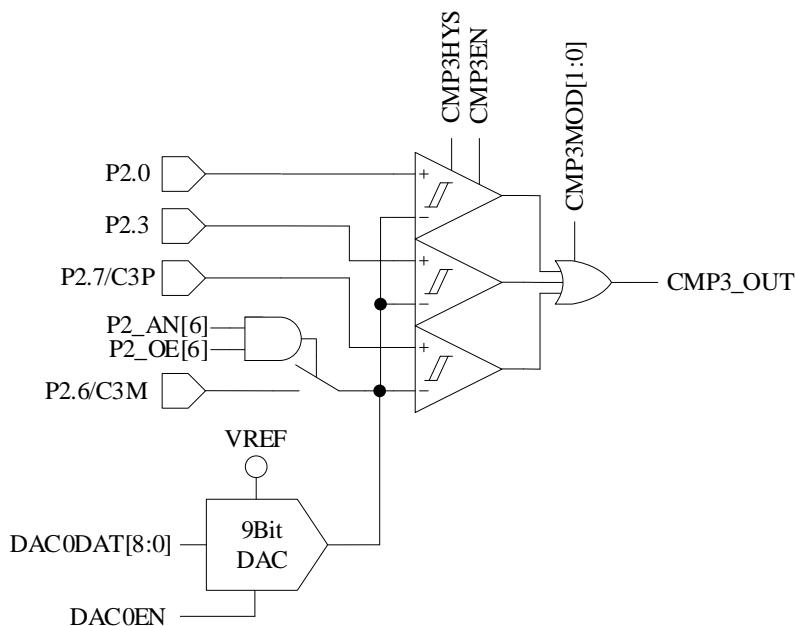 CMP3HYS
CMP3EN
CMP3MOD[1:0]
P2.0
+
−
P2.3
+
−
P2.7/C3P
+
−
CMP3_OUT
P2_AN[6]
P2_OE[6]
P2.6/C3M
VREF
DAC0DAT[8:0]
9Bit
DAC
DAC0EN